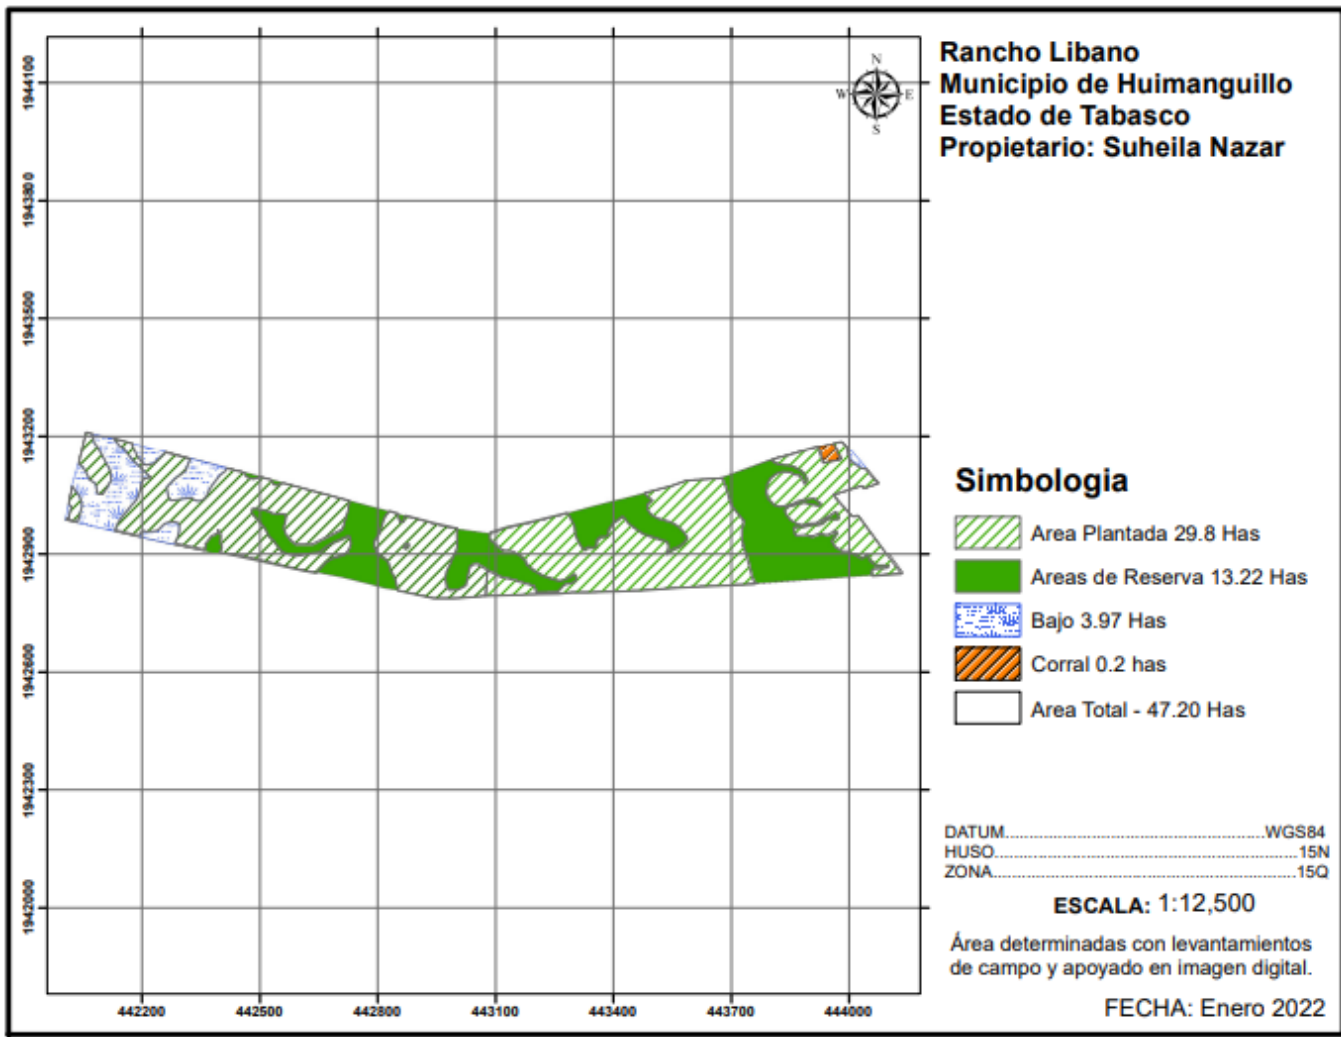 Rancho Libano
Municipio de Huimanguillo
Estado de Tabasco
Propietario: Suheila Nazar
N
W E
S
1944100
1943800
1943500
1943200
1942900
1942600
1942300
1942000
442200 442500 442800 443100 443400 443700 444000
Simbologia
Area Plantada 29.8 Has
Areas de Reserva 13.22 Has
Bajo 3.97 Has
Corral 0.2 has
Area Total - 47.20 Has
DATUM..........................................WGS84
HUSO..................................................15N
ZONA..................................................15Q
ESCALA: 1:12,500
Área determinadas con levantamientos
de campo y apoyado en imagen digital.
FECHA: Enero 2022